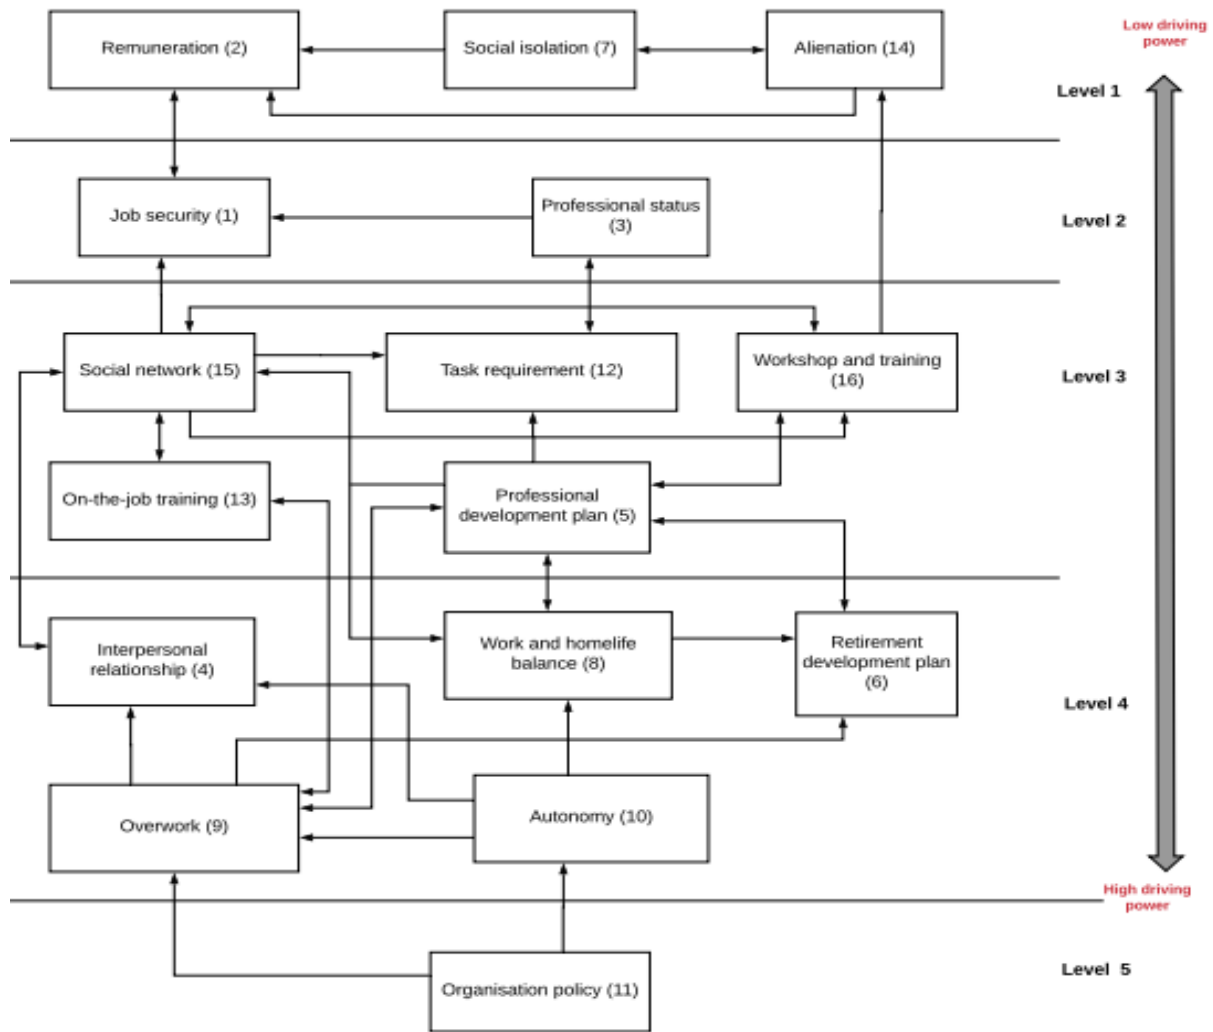 Remuneration (2)
Social isolation (7)
Alienation (14)
Low driving
power
Level 1
Job security (1)
Professional status
(3)
Level 2
Social network (15)
Task requirement (12)
Workshop and training
(16)
Level 3
On-the-job training (13)
Professional
development plan (5)
Interpersonal
relationship (4)
Work and homelife
balance (8)
Retirement
development plan
(6)
Level 4
Overwork (9)
Autonomy (10)
High driving
power
Organisation policy (11)
Level 5